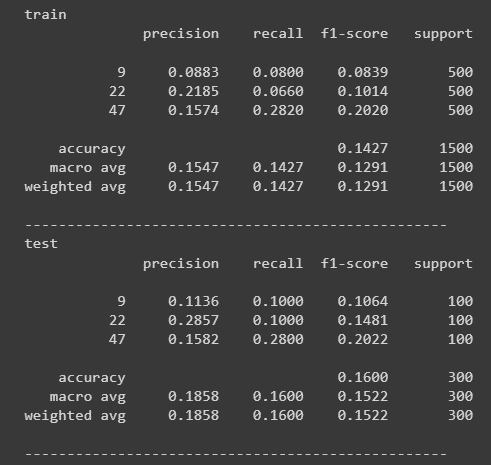 train
precision recall f1-score support
9 0.0883 0.0800 0.0839 500
22 0.2185 0.0660 0.1014 500
47 0.1574 0.2820 0.2020 500
accuracy 0.1427 1500
macro avg 0.1547 0.1427 0.1291 1500
weighted avg 0.1547 0.1427 0.1291 1500
--------------------------------------------------
test
precision recall f1-score support
9 0.1136 0.1000 0.1064 100
22 0.2857 0.1000 0.1481 100
47 0.1582 0.2800 0.2022 100
accuracy 0.1600 300
macro avg 0.1858 0.1600 0.1522 300
weighted avg 0.1858 0.1600 0.1522 300
--------------------------------------------------